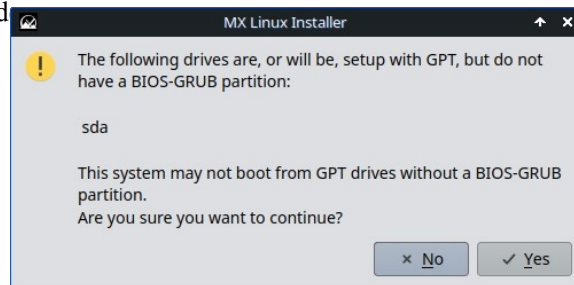 d
MX Linux Installer
The following drives are, or will be, setup with GPT, but do not
have a BIOS-GRUB partition:
sda
This system may not boot from GPT drives without a BIOS-GRUB
partition.
Are you sure you want to continue?
No Yes